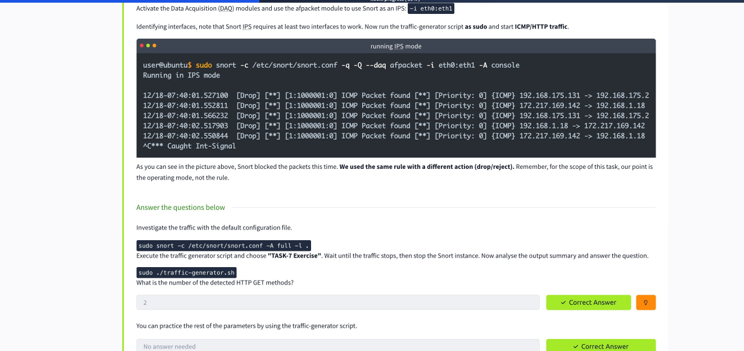 Activate the Data Acquisition (DAQ) modules and use the afpacket module to use Snort as an IPS: -i eth0:eth1
Identifying interfaces, note that Snort IPS requires at least two interfaces to work. Now run the traffic-generator script as sudo and start ICMP/HTTP traffic.
running IPS mode
user@ubuntu$ sudo snort -c /etc/snort/snort.conf -q -Q --daq afpacket -i eth0:eth1 -A console
Running in IPS mode
12/18-07:40:01.527100  [Drop] [**] [1:1000001:0] ICMP Packet found [**] [Priority: 0] {ICMP} 192.168.175.131 -> 192.168.175.2
12/18-07:40:01.552811  [Drop] [**] [1:1000001:0] ICMP Packet found [**] [Priority: 0] {ICMP} 172.217.169.142 -> 192.168.1.18
12/18-07:40:01.566232  [Drop] [**] [1:1000001:0] ICMP Packet found [**] [Priority: 0] {ICMP} 192.168.175.131 -> 192.168.175.2
12/18-07:40:02.517903  [Drop] [**] [1:1000001:0] ICMP Packet found [**] [Priority: 0] {ICMP} 192.168.1.18 -> 172.217.169.142
12/18-07:40:02.550844  [Drop] [**] [1:1000001:0] ICMP Packet found [**] [Priority: 0] {ICMP} 172.217.169.142 -> 192.168.1.18
^C*** Caught Int-Signal
As you can see in the picture above, Snort blocked the packets this time. We used the same rule with a different action (drop/reject). Remember, for the scope of this task, our point is
the operating mode, not the rule.
Answer the questions below
Investigate the traffic with the default configuration file.
sudo snort -c /etc/snort/snort.conf -A full -l .
Execute the traffic generator script and choose "TASK-7 Exercise". Wait until the traffic stops, then stop the Snort instance. Now analyse the output summary and answer the question.
sudo ./traffic-generator.sh
What is the number of the detected HTTP GET methods?
2
Correct Answer
You can practice the rest of the parameters by using the traffic-generator script.
No answer needed
Correct Answer